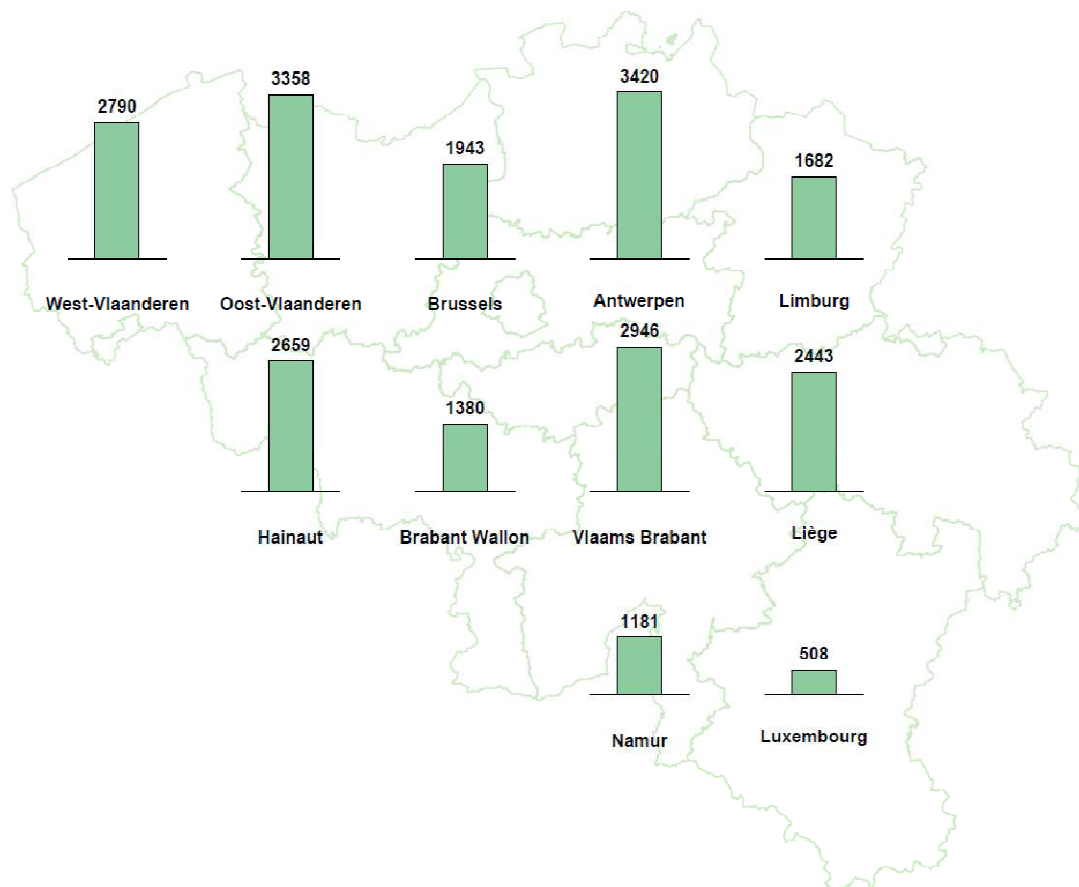 2790
3358
1943
3420
1682
West-Vlaanderen
Oost-Vlaanderen
Brussels
Antwerpen
Limburg
2659
1380
2946
2443
Hainaut
Brabant Wallon
Vlaams Brabant
Liège
1181
508
Namur
Luxembourg